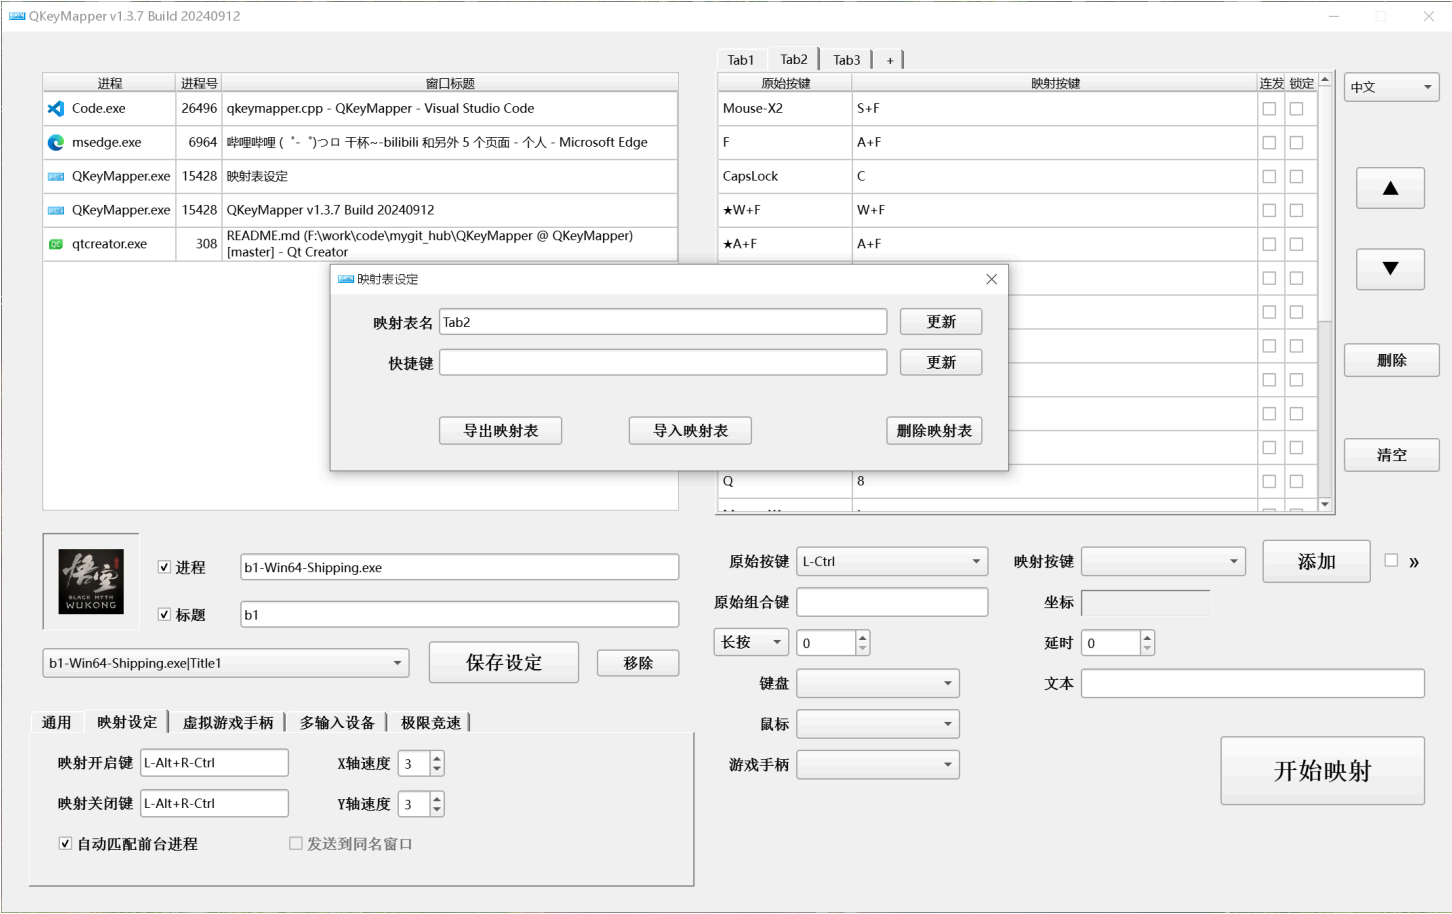 QKeyMapper v1.3.7 Build 20240912
Tab1 Tab2 Tab3 +
进程 进程号 窗口标题
Code.exe 26496 qkeymapper.cpp - QKeyMapper - Visual Studio Code
msedge.exe 6964 哔哩哔哩 (゜-゜)つロ 干杯~-bilibili 和另外 5 个页面 - 个人 - Microsoft Edge
QKeyMapper.exe 15428 映射表设定
QKeyMapper.exe 15428 QKeyMapper v1.3.7 Build 20240912
qtcreator.exe 308 README.md (F:\work\code\mygit_hub\QKeyMapper @ QKeyMapper)
[master] - Qt Creator
原始按键 映射按键 连发 锁定
Mouse-X2 S+F
F A+F
CapsLock C
★W+F W+F
★A+F A+F
Q 8
中文
▲
▼
删除
清空
映射表设定
映射表名 Tab2 更新
快捷键 更新
导出映射表 导入映射表 删除映射表
悟空
BLACK MYTH
WUKONG
进程 b1-Win64-Shipping.exe
标题 b1
b1-Win64-Shipping.exe|Title1 保存设定 移除
通用 映射设定 虚拟游戏手柄 多输入设备 极限竞速
映射开启键 L-Alt+R-Ctrl X轴速度 3
映射关闭键 L-Alt+R-Ctrl Y轴速度 3
自动匹配前台进程 发送到同名窗口
原始按键 L-Ctrl 映射按键 添加 »
原始组合键 坐标
长按 0 延时 0
键盘 文本
鼠标
游戏手柄
开始映射